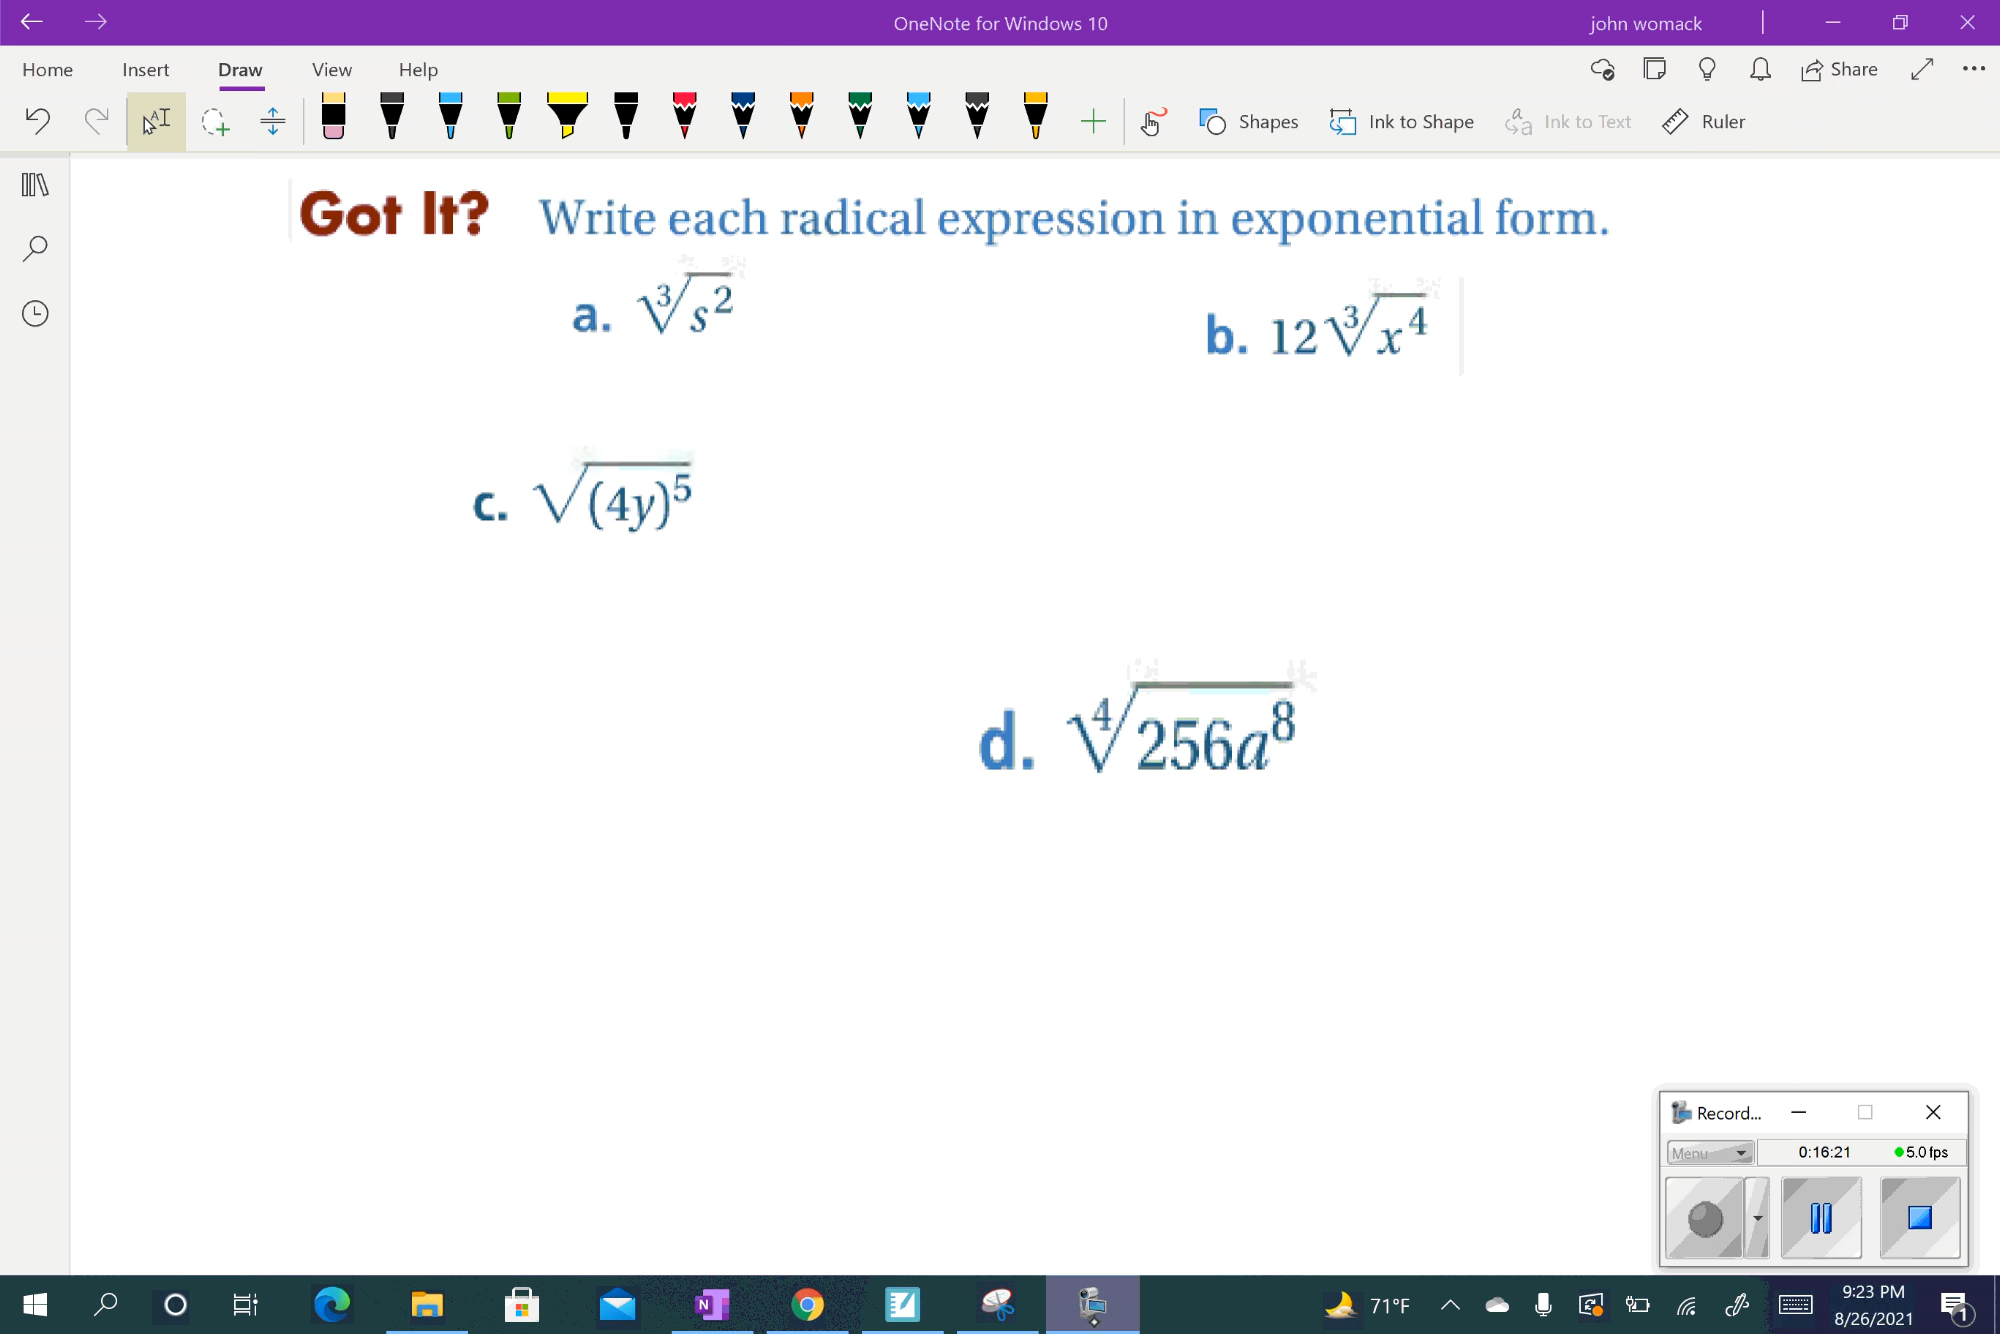 OneNote for Windows 10
john womack
Home Insert Draw View Help
Share
Shapes Ink to Shape Ink to Text Ruler
Got It? Write each radical expression in exponential form.
a. ∛s²
b. 12∛x⁴
c. √(4y)⁵
d. ∜256a⁸
Record...
Menu 0:16:21 5.0 fps
71°F
9:23 PM
8/26/2021
1